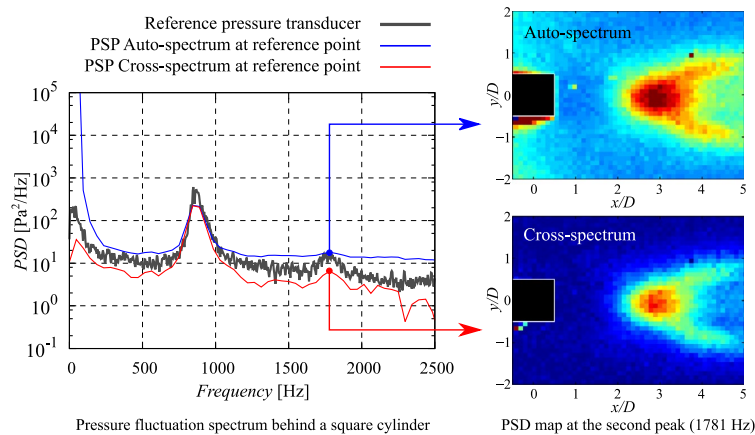 Reference pressure transducer
PSP Auto-spectrum at reference point
PSP Cross-spectrum at reference point
10^5
10^4
10^3
10^2
10^1
10^0
10^-1
PSD [Pa²/Hz]
0 500 1000 1500 2000 2500
Frequency [Hz]
Pressure fluctuation spectrum behind a square cylinder
Auto-spectrum
2
1
0
-1
-2
y/D
0 1 2 3 4 5
x/D
Cross-spectrum
2
1
0
-1
-2
y/D
0 1 2 3 4 5
x/D
PSD map at the second peak (1781 Hz)